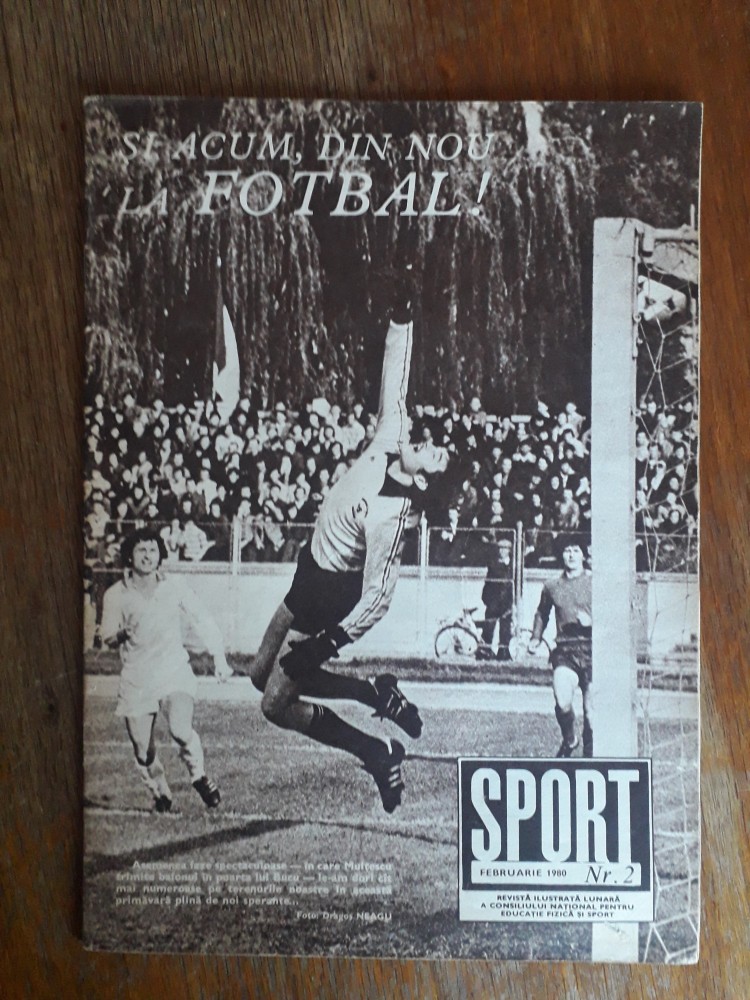 ȘI ACUM, DIN NOU
LA FOTBAL!
Asemenea faze spectaculoase — în care Mulțescu
trimite balonul în poarta lui Bucu — le-am dori cît
mai numeroase pe terenurile noastre în această
primăvară plină de noi speranțe...
Foto: Dragoș NEAGU
SPORT
FEBRUARIE 1980 Nr. 2
REVISTĂ ILUSTRATĂ LUNARĂ
A CONSILIULUI NAȚIONAL PENTRU
EDUCAȚIE FIZICĂ ȘI SPORT